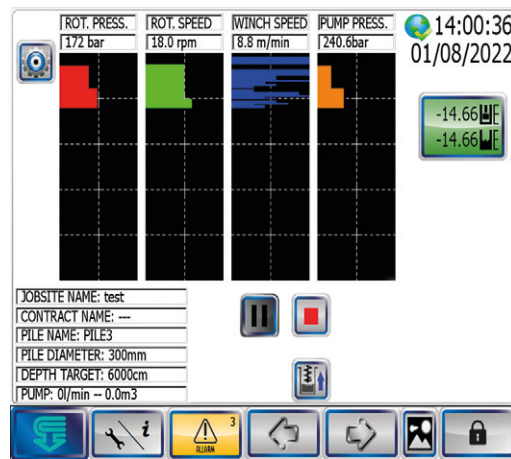 ROT. PRESS. ROT. SPEED WINCH SPEED PUMP PRESS.
172 bar 18.0 rpm 8.8 m/min 240.6bar
14:00:36
01/08/2022
-14.66
-14.66
JOBSITE NAME: test
CONTRACT NAME: ---
PILE NAME: PILE3
PILE DIAMETER: 300mm
DEPTH TARGET: 6000cm
PUMP: 0l/min -- 0.0m3
i
3
ALLARM